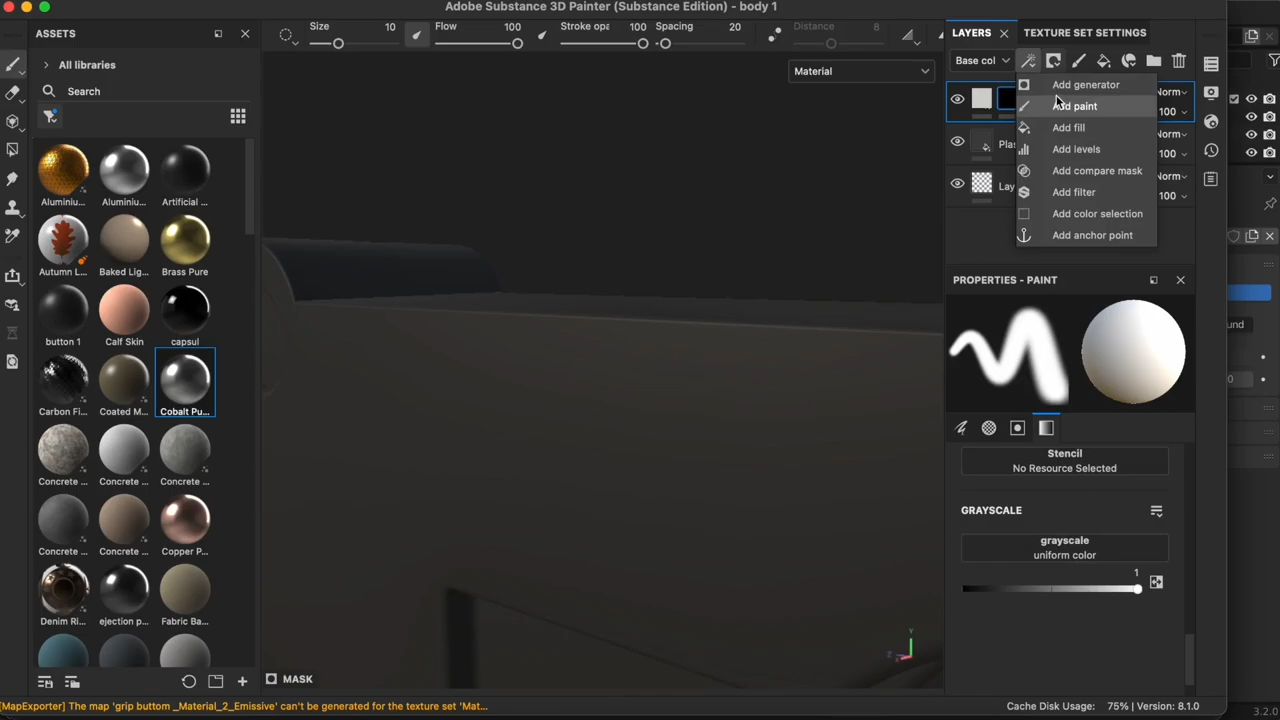 Adobe Substance 3D Painter (Substance Edition) - body 1
ASSETS
All libraries
Search
Aluminiu...
Aluminiu...
Artificial ...
Autumn L...
Baked Lig...
Brass Pure
button 1
Calf Skin
capsul
Carbon Fi...
Coated M...
Cobalt Pu...
Concrete ...
Concrete ...
Concrete ...
Concrete ...
Concrete ...
Copper P...
Denim Ri...
ejection p...
Fabric Ba...
Size 10
Flow 100
Stroke opa 100
Spacing 20
Distance 8
Material
MASK
LAYERS
TEXTURE SET SETTINGS
Base col
Add generator
Add paint
Add fill
Add levels
Add compare mask
Add filter
Add color selection
Add anchor point
Norm
100
Plas
Norm
100
Lay
Norm
100
PROPERTIES - PAINT
Stencil
No Resource Selected
GRAYSCALE
grayscale
uniform color
1
und
0
Y
[MapExporter] The map 'grip buttom _Material_2_Emissive' can't be generated for the texture set 'Mat...
Cache Disk Usage: 75% | Version: 8.1.0
3.2.0